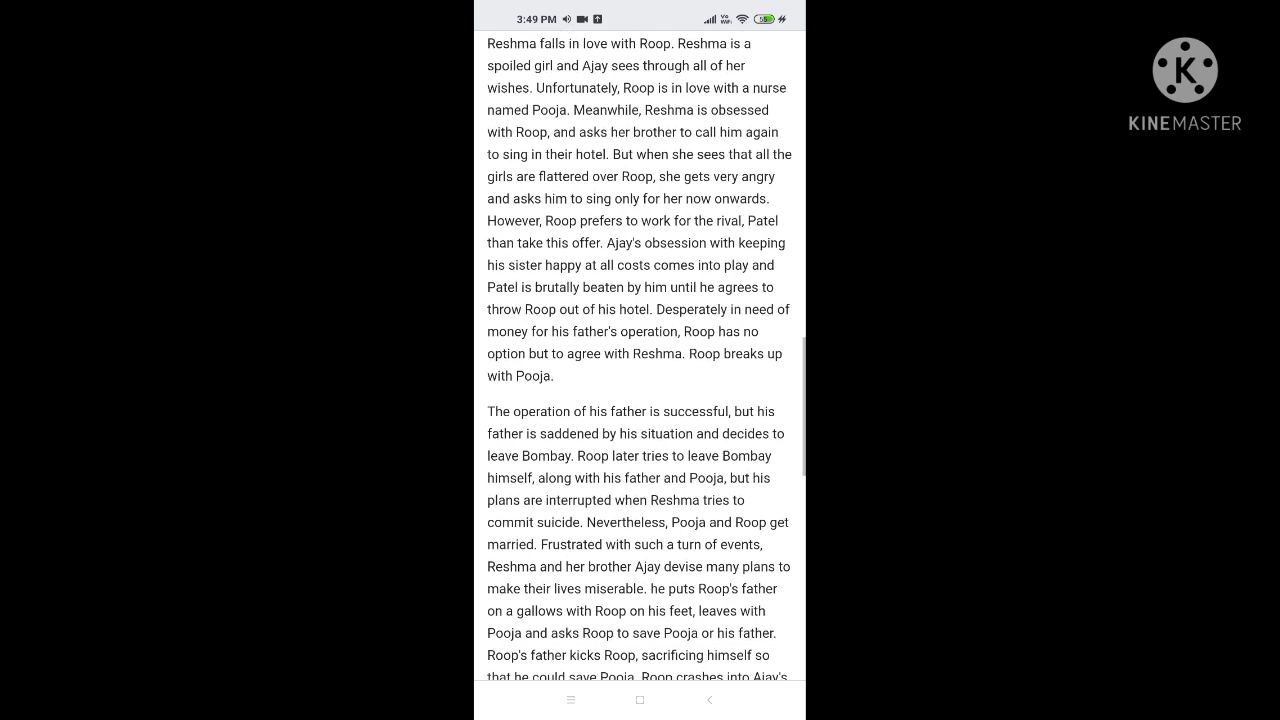 3:49 PM
Vo
WiFi
55
Reshma falls in love with Roop. Reshma is a
spoiled girl and Ajay sees through all of her
wishes. Unfortunately, Roop is in love with a nurse
named Pooja. Meanwhile, Reshma is obsessed
with Roop, and asks her brother to call him again
to sing in their hotel. But when she sees that all the
girls are flattered over Roop, she gets very angry
and asks him to sing only for her now onwards.
However, Roop prefers to work for the rival, Patel
than take this offer. Ajay's obsession with keeping
his sister happy at all costs comes into play and
Patel is brutally beaten by him until he agrees to
throw Roop out of his hotel. Desperately in need of
money for his father's operation, Roop has no
option but to agree with Reshma. Roop breaks up
with Pooja.
The operation of his father is successful, but his
father is saddened by his situation and decides to
leave Bombay. Roop later tries to leave Bombay
himself, along with his father and Pooja, but his
plans are interrupted when Reshma tries to
commit suicide. Nevertheless, Pooja and Roop get
married. Frustrated with such a turn of events,
Reshma and her brother Ajay devise many plans to
make their lives miserable. he puts Roop's father
on a gallows with Roop on his feet, leaves with
Pooja and asks Roop to save Pooja or his father.
Roop's father kicks Roop, sacrificing himself so
that he could save Pooja. Roop crashes into Ajay's
K
KINEMASTER